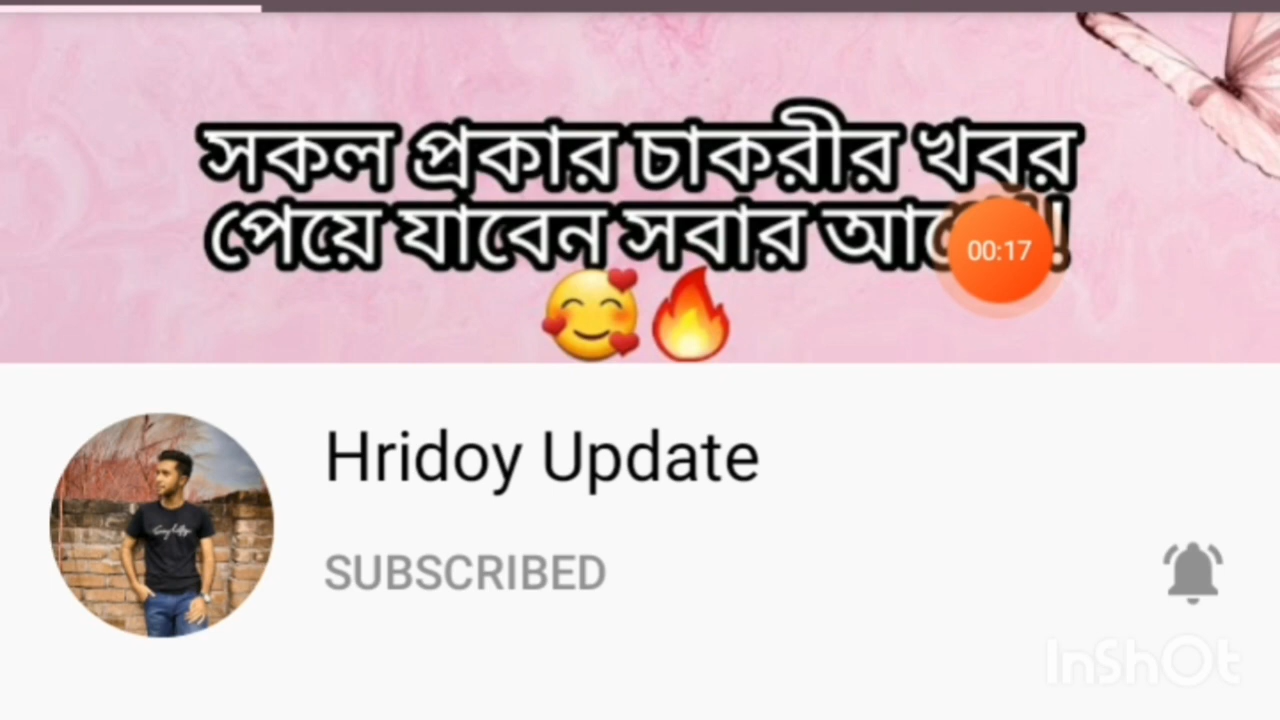 সকল প্রকার চাকরীর খবর
পেয়ে যাবেন সবার
00:17
Hridoy Update
SUBSCRIBED
InShOt